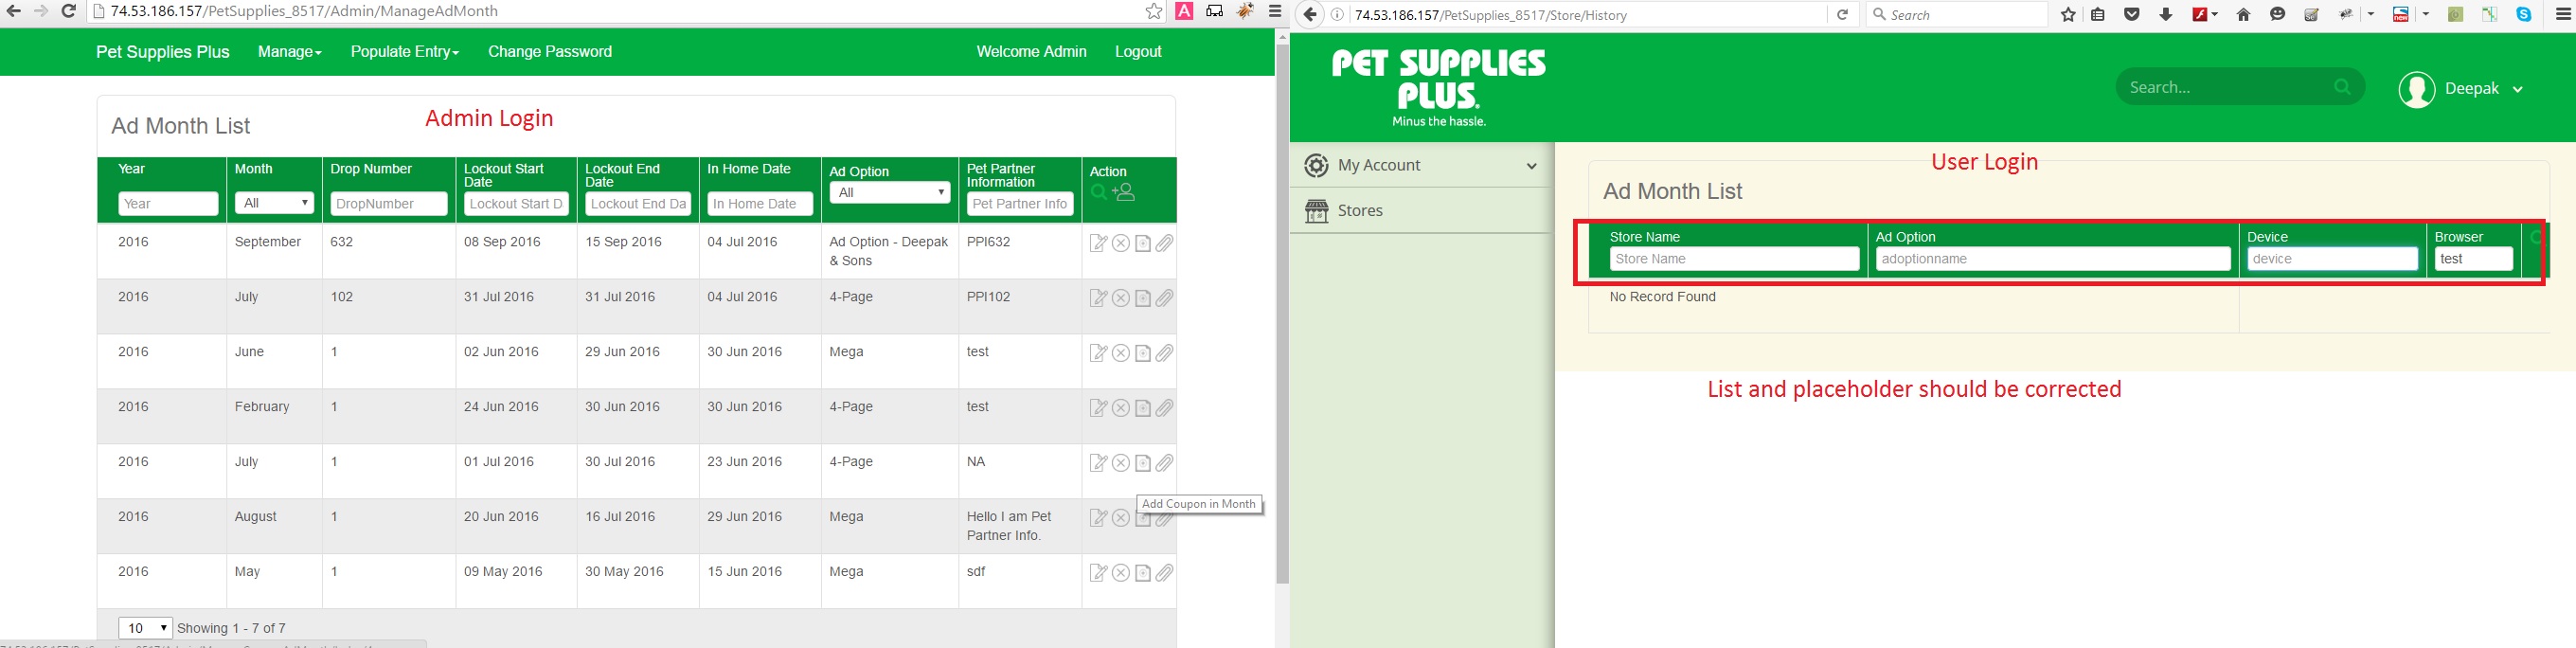 74.53.186.157/PetSupplies_8517/Admin/ManageAdMonth
Pet Supplies Plus Manage Populate Entry Change Password Welcome Admin Logout
Ad Month List
Admin Login
Year Month Drop Number Lockout Start Date Lockout End Date In Home Date Ad Option Pet Partner Information Action
Year All DropNumber Lockout Start D Lockout End Da In Home Date All Pet Partner Info
2016 September 632 08 Sep 2016 15 Sep 2016 04 Jul 2016 Ad Option - Deepak & Sons PPI632
2016 July 102 31 Jul 2016 31 Jul 2016 04 Jul 2016 4-Page PPI102
2016 June 1 02 Jun 2016 29 Jun 2016 30 Jun 2016 Mega test
2016 February 1 24 Jun 2016 30 Jun 2016 30 Jun 2016 4-Page test
2016 July 1 01 Jul 2016 30 Jul 2016 23 Jun 2016 4-Page NA
Add Coupon in Month
2016 August 1 20 Jun 2016 16 Jul 2016 29 Jun 2016 Mega Hello I am Pet Partner Info.
2016 May 1 09 May 2016 30 May 2016 15 Jun 2016 Mega sdf
10 Showing 1 - 7 of 7
74.53.186.157/PetSupplies_8517/Store/History
Search
PET SUPPLIES
PLUS.
Minus the hassle.
Search...
Deepak
My Account
Stores
User Login
Ad Month List
Store Name Ad Option Device Browser
Store Name adoptionname device test
No Record Found
List and placeholder should be corrected